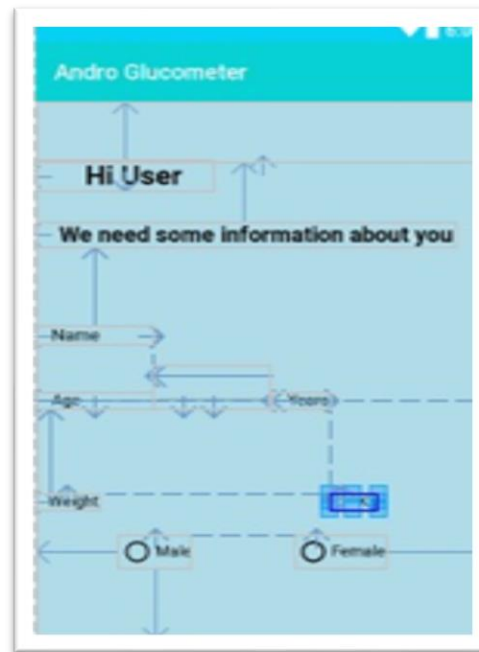 Andro Glucometer
Hi User
We need some information about you
Name
Age Years
Weight
Male Female